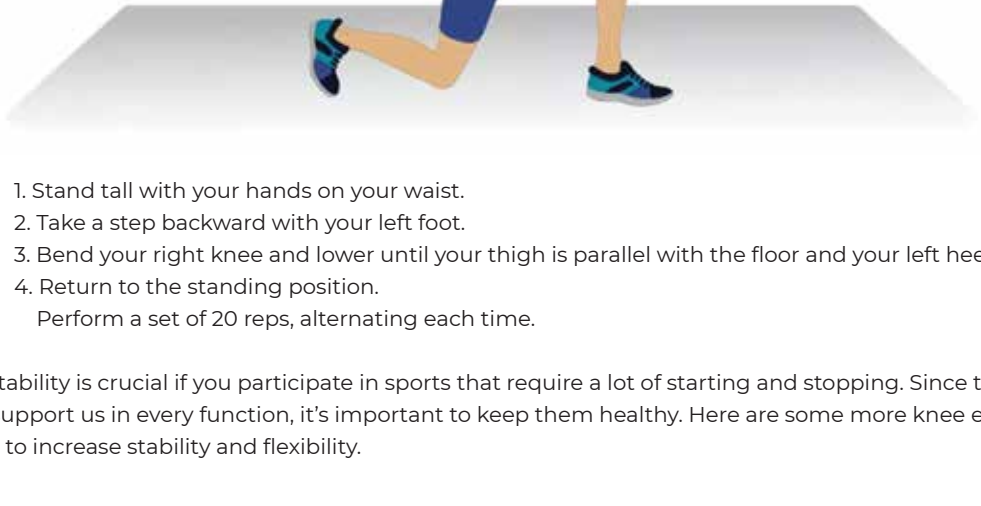 1. Stand tall with your hands on your waist.
2. Take a step backward with your left foot.
3. Bend your right knee and lower until your thigh is parallel with the floor and your left
4. Return to the standing position.
Perform a set of 20 reps, alternating each time.
is crucial if you participate in sports that require a lot of starting and stopping. Since
us in every function, it’s important to keep them healthy. Here are some more knee
to increase stability and flexibility.